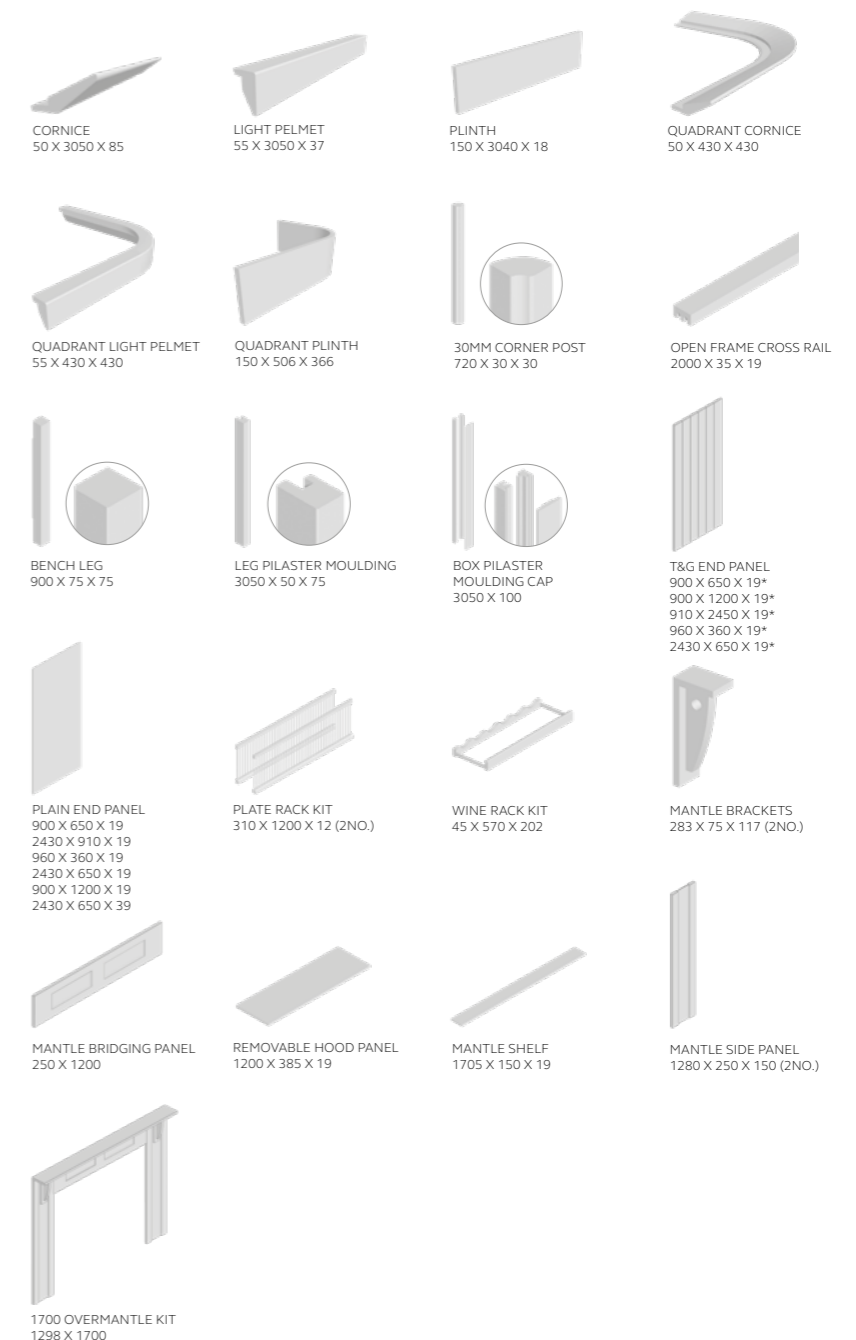 CORNICE
50 X 3050 X 85
LIGHT PELMET
55 X 3050 X 37
PLINTH
150 X 3040 X 18
QUADRANT CORNICE
50 X 430 X 430
QUADRANT LIGHT PELMET
55 X 430 X 430
QUADRANT PLINTH
150 X 506 X 366
30MM CORNER POST
720 X 30 X 30
OPEN FRAME CROSS RAIL
2000 X 35 X 19
BENCH LEG
900 X 75 X 75
LEG PILASTER MOULDING
3050 X 50 X 75
BOX PILASTER
MOULDING CAP
3050 X 100
T&G END PANEL
900 X 650 X 19*
900 X 1200 X 19*
910 X 2450 X 19*
960 X 360 X 19*
2430 X 650 X 19*
PLAIN END PANEL
900 X 650 X 19
2430 X 910 X 19
960 X 360 X 19
2430 X 650 X 19
900 X 1200 X 19
2430 X 650 X 39
PLATE RACK KIT
310 X 1200 X 12 (2NO.)
WINE RACK KIT
45 X 570 X 202
MANTLE BRACKETS
283 X 75 X 117 (2NO.)
MANTLE BRIDGING PANEL
250 X 1200
REMOVABLE HOOD PANEL
1200 X 385 X 19
MANTLE SHELF
1705 X 150 X 19
MANTLE SIDE PANEL
1280 X 250 X 150 (2NO.)
1700 OVERMANTLE KIT
1298 X 1700